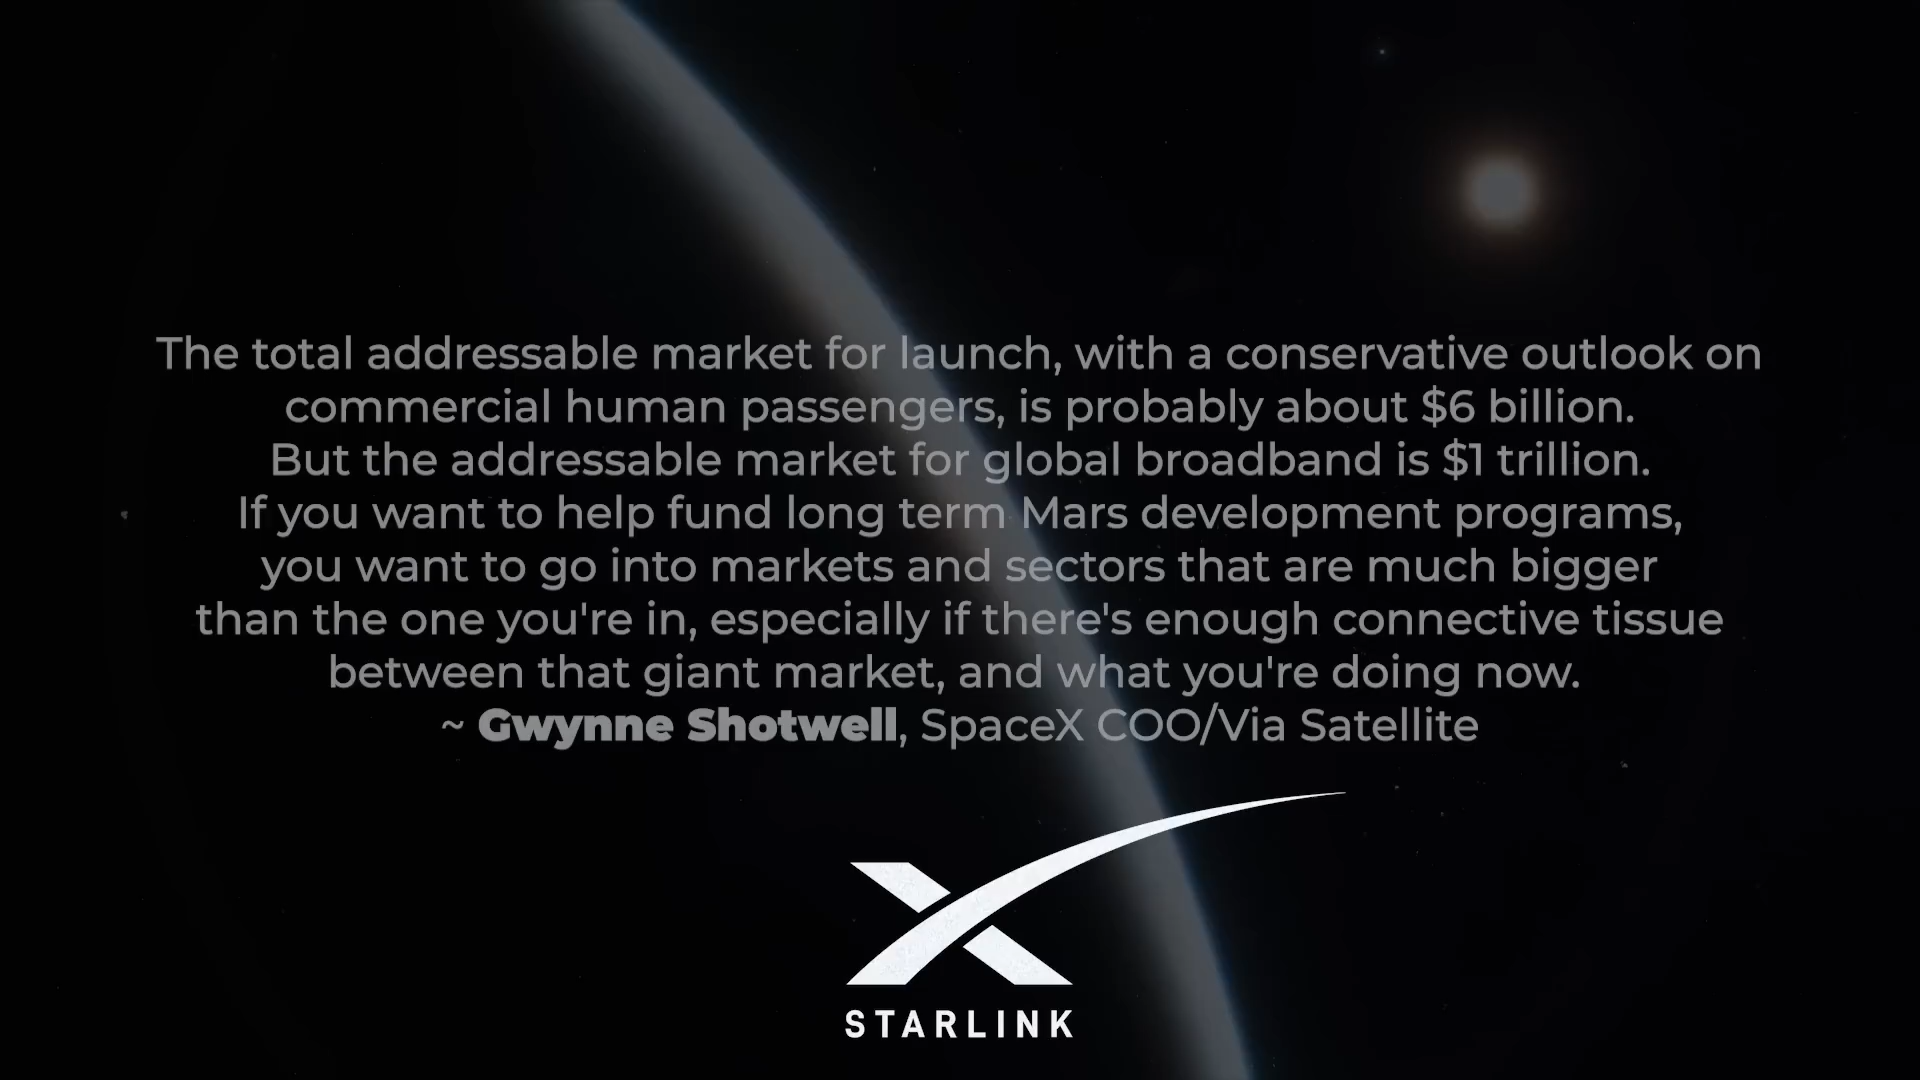 The total addressable market for launch, with a conservative outlook on
commercial human passengers, is probably about $6 billion.
But the addressable market for global broadband is $1 trillion.
If you want to help fund long term Mars development programs,
you want to go into markets and sectors that are much bigger
than the one you're in, especially if there's enough connective tissue
between that giant market, and what you're doing now.
~ Gwynne Shotwell, SpaceX COO/Via Satellite
STARLINK